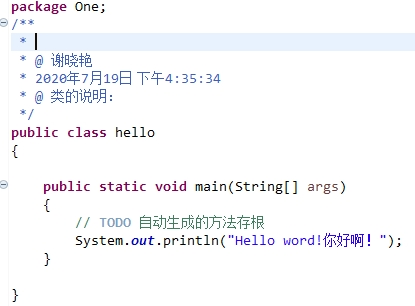 package One;
/**
 *
 * @ 谢晓艳
 * 2020年7月19日 下午4:35:34
 * @ 类的说明：
 */
public class hello
{
public static void main(String[] args)
{
// TODO 自动生成的方法存根
System.out.println("Hello word!你好啊！");
}
}